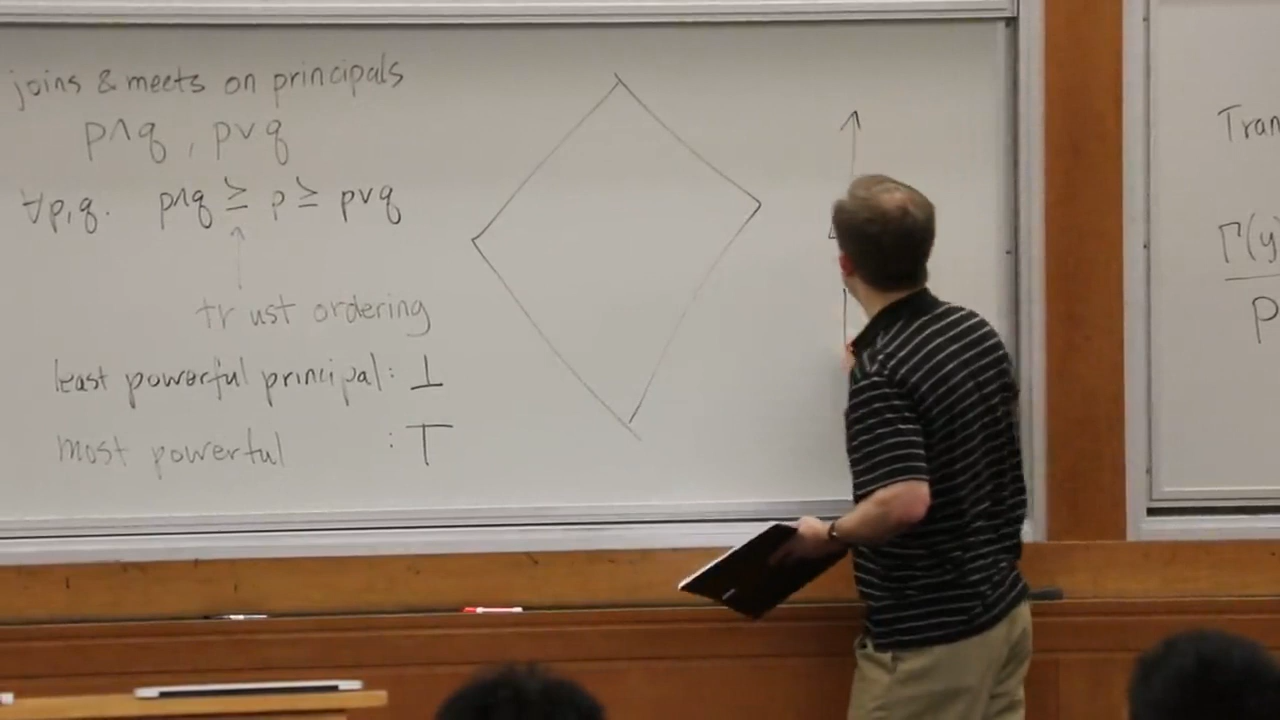 joins & meets on principals
p∧q , p∨q
∀p,q. p∧q ≥ p ≥ p∨q
trust ordering
least powerful principal: ⊥
most powerful : ⊤
Tran
Γ(y
P